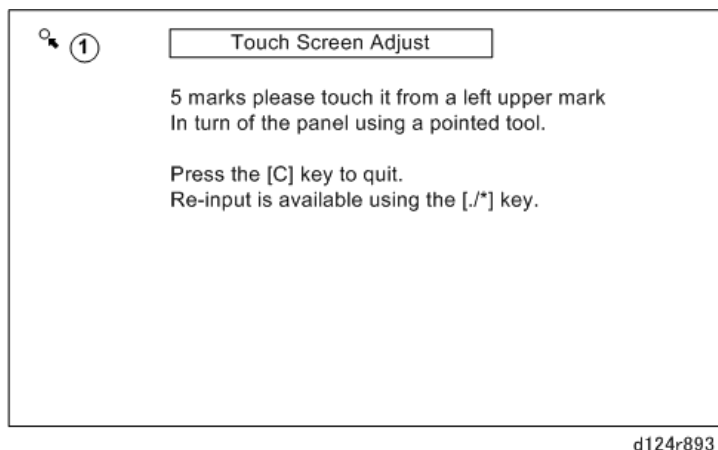 ①
Touch Screen Adjust
5 marks please touch it from a left upper mark
In turn of the panel using a pointed tool.
Press the [C] key to quit.
Re-input is available using the [./*] key.
d124r893